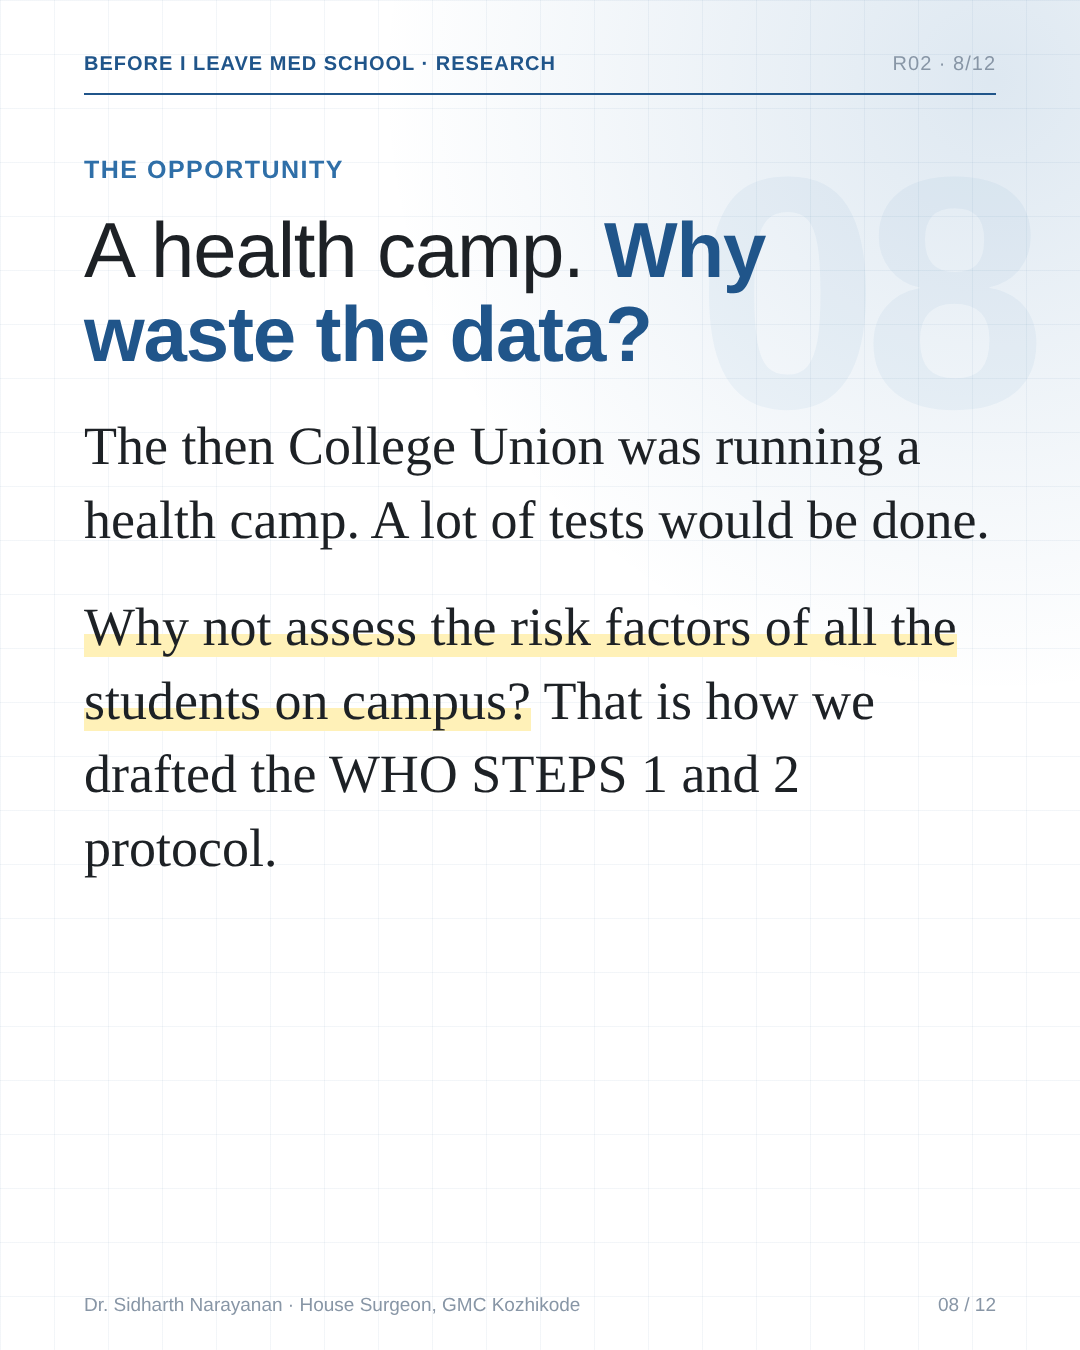 BEFORE I LEAVE MED SCHOOL · RESEARCH
R02 · 8/12
THE OPPORTUNITY
08
A health camp. Why
waste the data?
The then College Union was running a
health camp. A lot of tests would be done.
Why not assess the risk factors of all the
students on campus? That is how we
drafted the WHO STEPS 1 and 2
protocol.
Dr. Sidharth Narayanan · House Surgeon, GMC Kozhikode
08 / 12